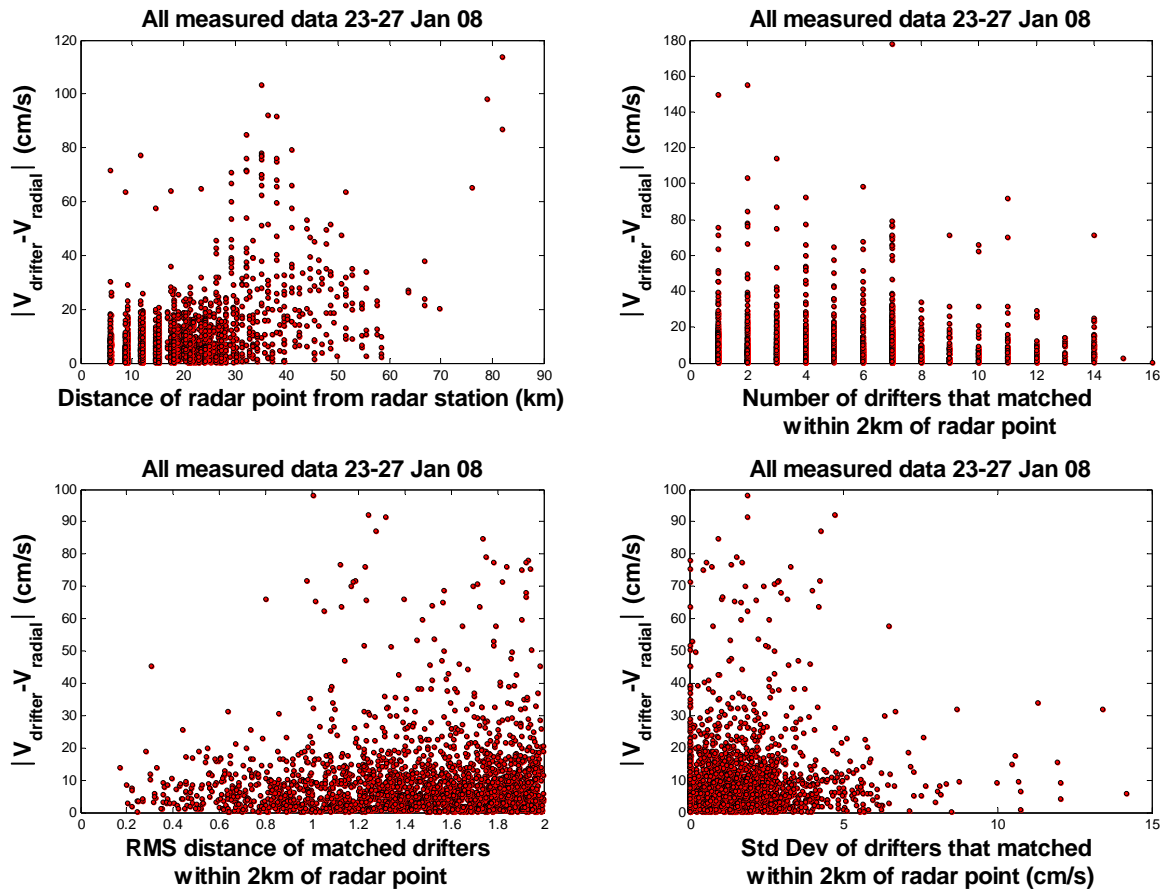 All measured data 23-27 Jan 08
120
100
80
60
40
20
0
|V_drifter-V_radial| (cm/s)
0 10 20 30 40 50 60 70 80 90
Distance of radar point from radar station (km)
All measured data 23-27 Jan 08
180
160
140
120
100
80
60
40
20
0
|V_drifter-V_radial| (cm/s)
0 2 4 6 8 10 12 14 16
Number of drifters that matched
within 2km of radar point
All measured data 23-27 Jan 08
100
90
80
70
60
50
40
30
20
10
0
|V_drifter-V_radial| (cm/s)
0 0.2 0.4 0.6 0.8 1 1.2 1.4 1.6 1.8 2
RMS distance of matched drifters
within 2km of radar point
All measured data 23-27 Jan 08
100
90
80
70
60
50
40
30
20
10
0
|V_drifter-V_radial| (cm/s)
0 5 10 15
Std Dev of drifters that matched
within 2km of radar point (cm/s)